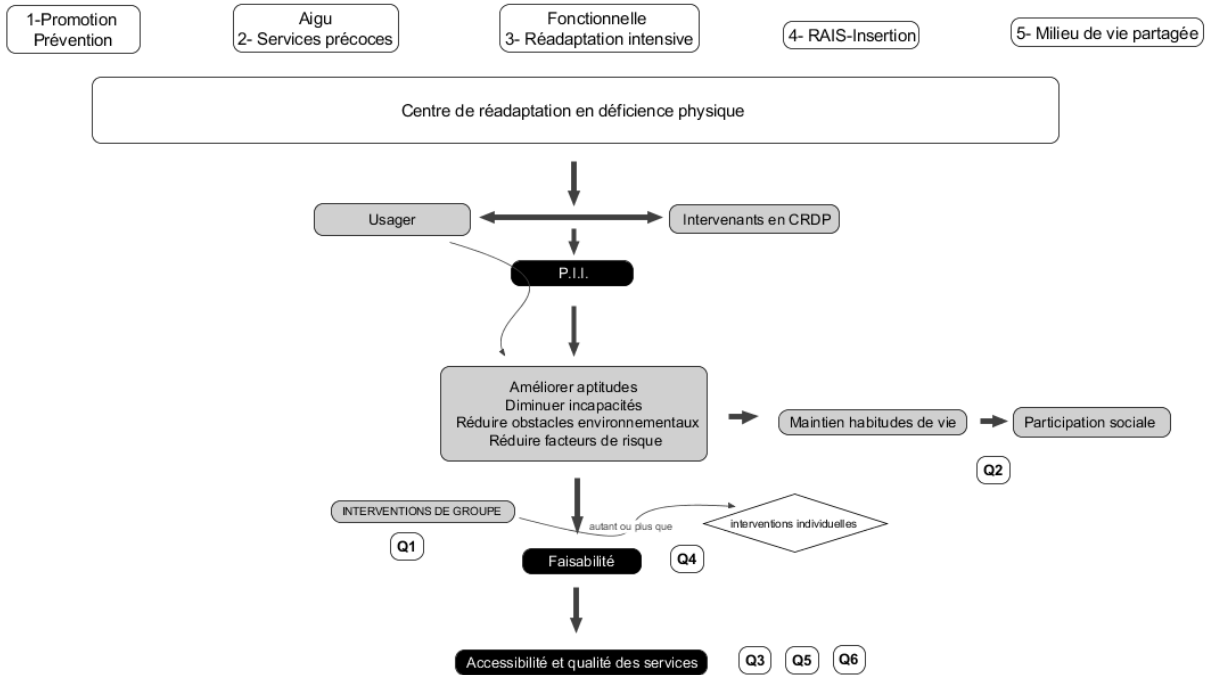 1-Promotion
Prévention
Aigu
2- Services précoces
Fonctionnelle
3- Réadaptation intensive
4- RAIS-Insertion
5- Milieu de vie partagée
Centre de réadaptation en déficience physique
Usager
Intervenants en CRDP
P.I.I.
Améliorer aptitudes
Diminuer incapacités
Réduire obstacles environnementaux
Réduire facteurs de risque
Maintien habitudes de vie
Participation sociale
Q2
INTERVENTIONS DE GROUPE
autant ou plus que
interventions individuelles
Q1
Faisabilité
Q4
Accessibilité et qualité des services
Q3
Q5
Q6